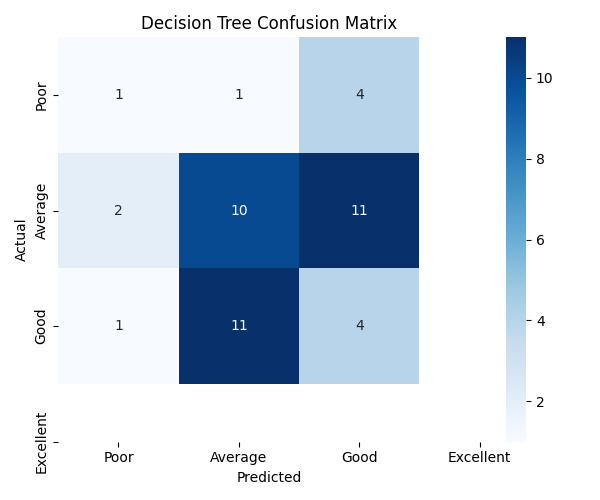 Decision Tree Confusion Matrix
Actual
Poor
1 1 4
Average
2 10 11
Good
1 11 4
Excellent
Poor Average Good Excellent
Predicted
10
8
6
4
2